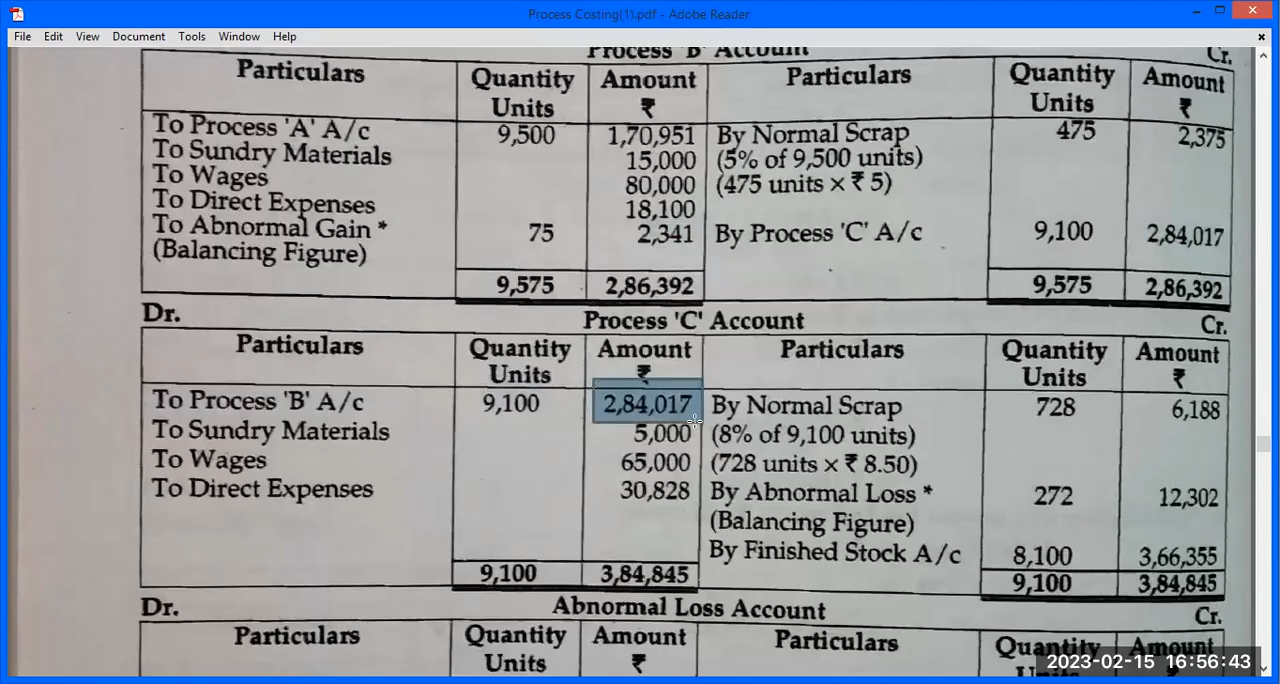 Process Costing(1).pdf - Adobe Reader
File Edit View Document Tools Window Help
Process 'B' Account Cr.
Particulars Quantity Units Amount ₹ Particulars Quantity Units Amount ₹
To Process 'A' A/c 9,500 1,70,951 By Normal Scrap 475 2,375
To Sundry Materials 15,000 (5% of 9,500 units)
To Wages 80,000 (475 units × ₹ 5)
To Direct Expenses 18,100
To Abnormal Gain * 75 2,341 By Process 'C' A/c 9,100 2,84,017
(Balancing Figure)
9,575 2,86,392 9,575 2,86,392
Dr. Process 'C' Account Cr.
Particulars Quantity Units Amount ₹ Particulars Quantity Units Amount ₹
To Process 'B' A/c 9,100 2,84,017 By Normal Scrap 728 6,188
To Sundry Materials 5,000 (8% of 9,100 units)
To Wages 65,000 (728 units × ₹ 8.50)
To Direct Expenses 30,828 By Abnormal Loss * 272 12,302
(Balancing Figure)
By Finished Stock A/c 8,100 3,66,355
9,100 3,84,845 9,100 3,84,845
Dr. Abnormal Loss Account Cr.
Particulars Quantity Units Amount ₹ Particulars Quantity Amount
2023-02-15 16:56:43